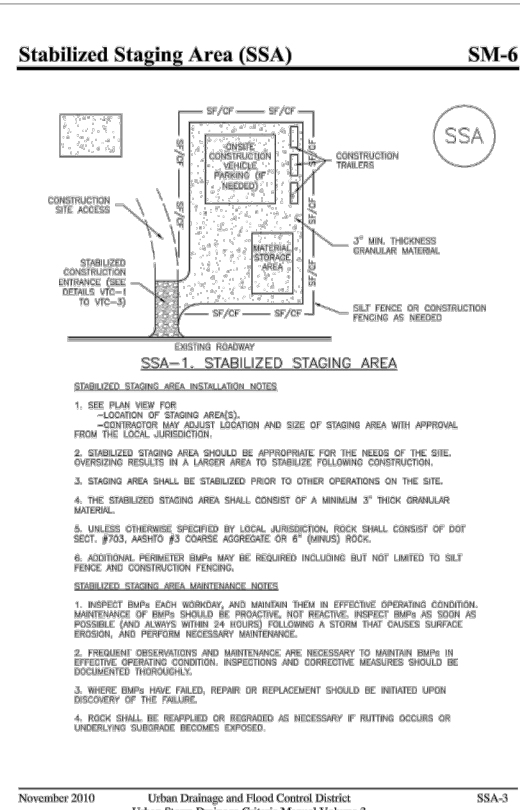 Stabilized Staging Area (SSA) SM-6
SF/CF SF/CF
SF/CF
SF/CF
SF/CF
SF/CF
SF/CF SF/CF
ONSITE
CONSTRUCTION
VEHICLE
PARKING (IF
NEEDED)
CONSTRUCTION
TRAILERS
SSA
CONSTRUCTION
SITE ACCESS
3" MIN. THICKNESS
GRANULAR MATERIAL
MATERIAL
STORAGE
AREA
STABILIZED
CONSTRUCTION
ENTRANCE (SEE
DETAILS VTC-1
TO VTC-3)
SILT FENCE OR CONSTRUCTION
FENCING AS NEEDED
EXISTING ROADWAY
SSA-1. STABILIZED STAGING AREA
STABILIZED STAGING AREA INSTALLATION NOTES
1. SEE PLAN VIEW FOR
-LOCATION OF STAGING AREA(S).
-CONTRACTOR MAY ADJUST LOCATION AND SIZE OF STAGING AREA WITH APPROVAL
FROM THE LOCAL JURISDICTION.
2. STABILIZED STAGING AREA SHOULD BE APPROPRIATE FOR THE NEEDS OF THE SITE.
OVERSIZING RESULTS IN A LARGER AREA TO STABILIZE FOLLOWING CONSTRUCTION.
3. STAGING AREA SHALL BE STABILIZED PRIOR TO OTHER OPERATIONS ON THE SITE.
4. THE STABILIZED STAGING AREA SHALL CONSIST OF A MINIMUM 3" THICK GRANULAR
MATERIAL.
5. UNLESS OTHERWISE SPECIFIED BY LOCAL JURISDICTION, ROCK SHALL CONSIST OF DOT
SECT. #703, AASHTO #3 COARSE AGGREGATE OR 6" (MINUS) ROCK.
6. ADDITIONAL PERIMETER BMPs MAY BE REQUIRED INCLUDING BUT NOT LIMITED TO SILT
FENCE AND CONSTRUCTION FENCING.
STABILIZED STAGING AREA MAINTENANCE NOTES
1. INSPECT BMPs EACH WORKDAY, AND MAINTAIN THEM IN EFFECTIVE OPERATING CONDITION.
MAINTENANCE OF BMPs SHOULD BE PROACTIVE, NOT REACTIVE. INSPECT BMPs AS SOON AS
POSSIBLE (AND ALWAYS WITHIN 24 HOURS) FOLLOWING A STORM THAT CAUSES SURFACE
EROSION, AND PERFORM NECESSARY MAINTENANCE.
2. FREQUENT OBSERVATIONS AND MAINTENANCE ARE NECESSARY TO MAINTAIN BMPs IN
EFFECTIVE OPERATING CONDITION. INSPECTIONS AND CORRECTIVE MEASURES SHOULD BE
DOCUMENTED THOROUGHLY.
3. WHERE BMPs HAVE FAILED, REPAIR OR REPLACEMENT SHOULD BE INITIATED UPON
DISCOVERY OF THE FAILURE.
4. ROCK SHALL BE REAPPLIED OR REGRADED AS NECESSARY IF RUTTING OCCURS OR
UNDERLYING SUBGRADE BECOMES EXPOSED.
November 2010 Urban Drainage and Flood Control District SSA-3
Urban Storm Drainage Criteria Manual Volume 3